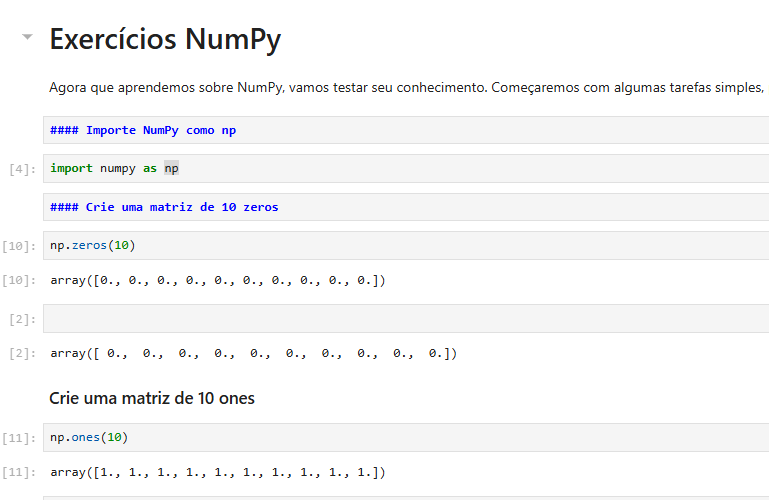 Exercícios NumPy
Agora que aprendemos sobre NumPy, vamos testar seu conhecimento. Começaremos com algumas tarefas simples,
#### Importe NumPy como np
[4]: import numpy as np
#### Crie uma matriz de 10 zeros
[10]: np.zeros(10)
[10]: array([0., 0., 0., 0., 0., 0., 0., 0., 0., 0.])
[2]:
[2]: array([ 0.,  0.,  0.,  0.,  0.,  0.,  0.,  0.,  0.,  0.])
Crie uma matriz de 10 ones
[11]: np.ones(10)
[11]: array([1., 1., 1., 1., 1., 1., 1., 1., 1., 1.])